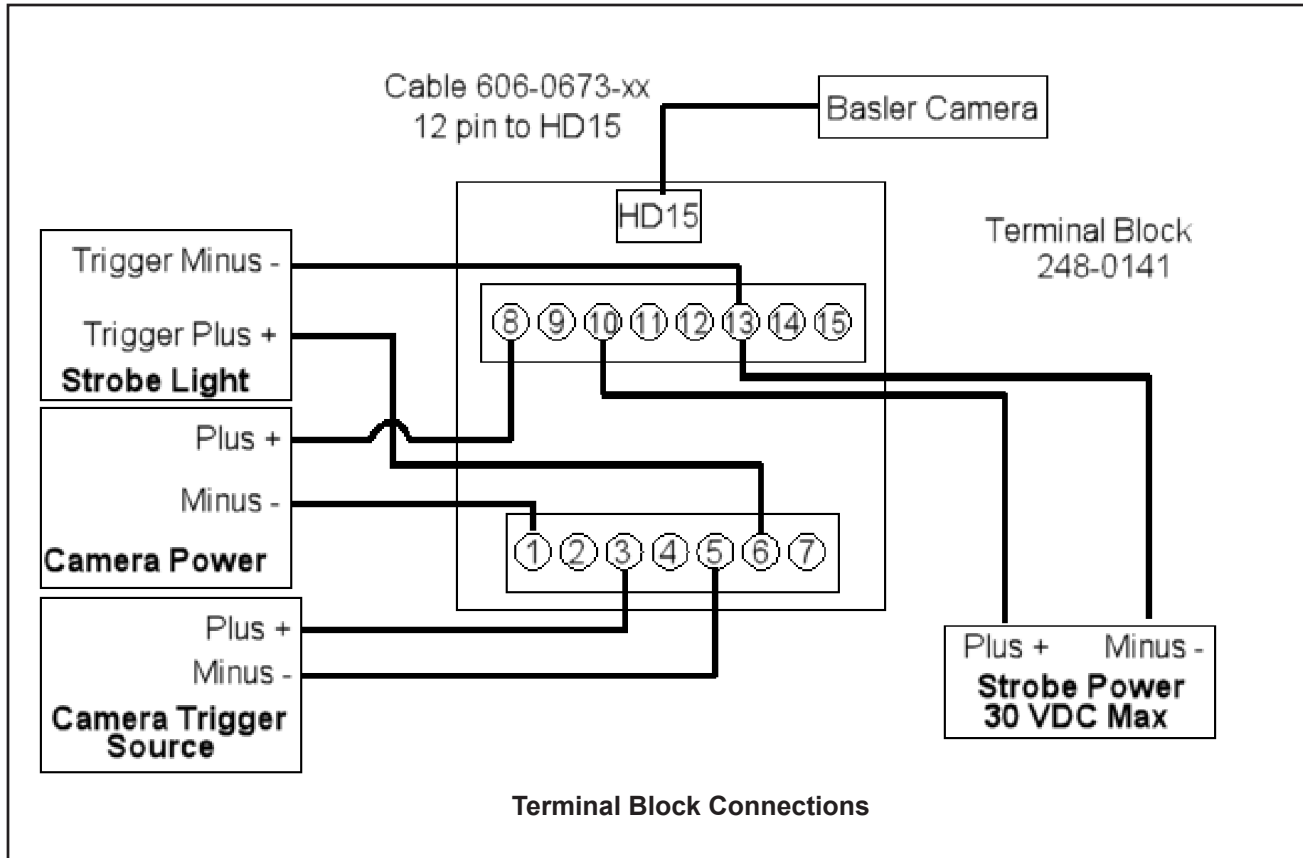 Cable 606-0673-xx
12 pin to HD15
Basler Camera
HD15
Terminal Block
248-0141
Trigger Minus -
Trigger Plus +
Strobe Light
8 9 10 11 12 13 14 15
Plus +
Minus -
Camera Power
1 2 3 4 5 6 7
Plus +
Minus -
Camera Trigger
Source
Plus + Minus -
Strobe Power
30 VDC Max
Terminal Block Connections